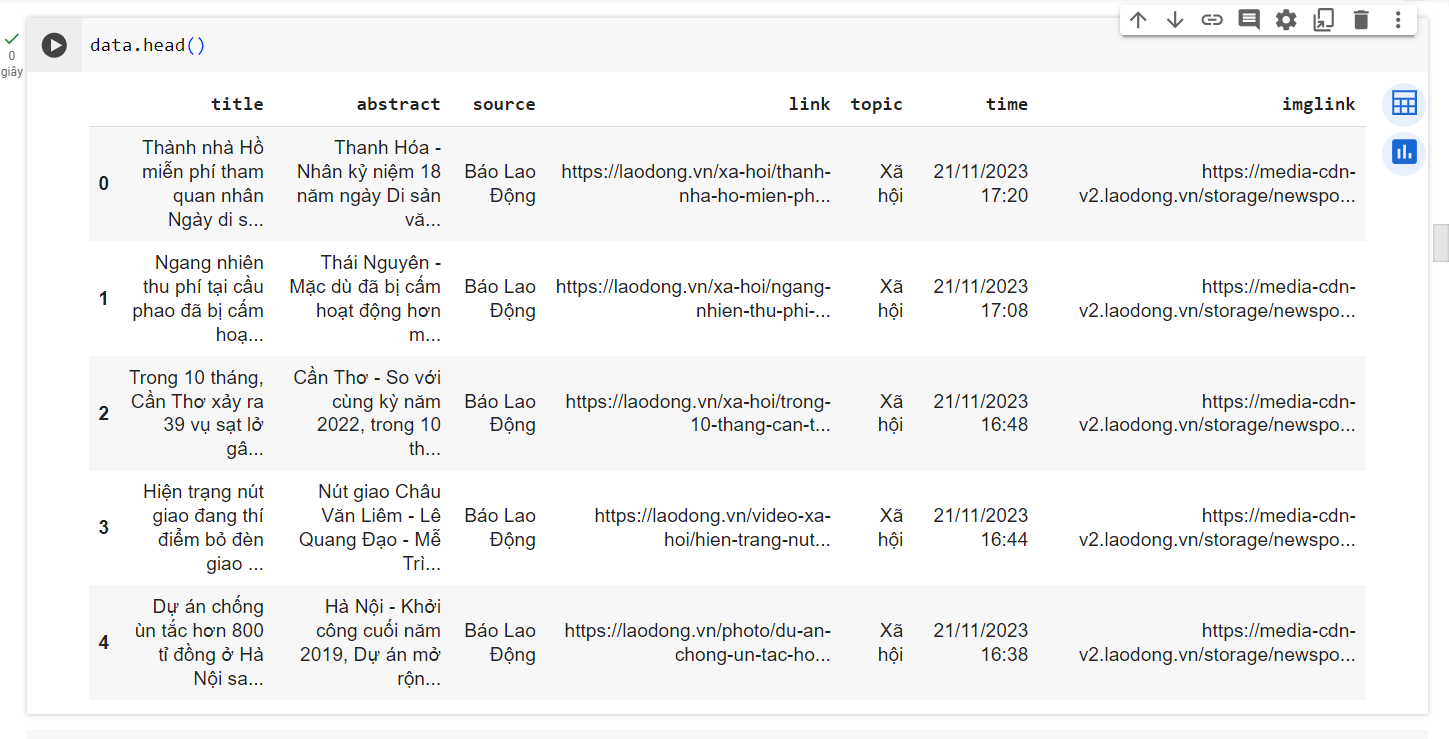 data.head()
0
giây
title abstract source link topic time imglink
0
Thành nhà Hồ
miễn phí tham
quan nhân
Ngày di s...
Thanh Hóa -
Nhân kỷ niệm 18
năm ngày Di sản
vă...
Báo Lao
Động
https://laodong.vn/xa-hoi/thanh-
nha-ho-mien-ph...
Xã
hội
21/11/2023
17:20
https://media-cdn-
v2.laodong.vn/storage/newspo...
1
Ngang nhiên
thu phí tại cầu
phao đã bị cấm
hoạ...
Thái Nguyên -
Mặc dù đã bị cấm
hoạt động hơn
m...
Báo Lao
Động
https://laodong.vn/xa-hoi/ngang-
nhien-thu-phi-...
Xã
hội
21/11/2023
17:08
https://media-cdn-
v2.laodong.vn/storage/newspo...
2
Trong 10 tháng,
Cần Thơ xảy ra
39 vụ sạt lở
gâ...
Cần Thơ - So với
cùng kỳ năm
2022, trong 10
th...
Báo Lao
Động
https://laodong.vn/xa-hoi/trong-
10-thang-can-t...
Xã
hội
21/11/2023
16:48
https://media-cdn-
v2.laodong.vn/storage/newspo...
3
Hiện trạng nút
giao đang thí
điểm bỏ đèn
giao ...
Nút giao Châu
Văn Liêm - Lê
Quang Đạo - Mễ
Trì...
Báo Lao
Động
https://laodong.vn/video-xa-
hoi/hien-trang-nut...
Xã
hội
21/11/2023
16:44
https://media-cdn-
v2.laodong.vn/storage/newspo...
4
Dự án chống
ùn tắc hơn 800
tỉ đồng ở Hà
Nội sa...
Hà Nội - Khởi
công cuối năm
2019, Dự án mở
rộn...
Báo Lao
Động
https://laodong.vn/photo/du-an-
chong-un-tac-ho...
Xã
hội
21/11/2023
16:38
https://media-cdn-
v2.laodong.vn/storage/newspo...